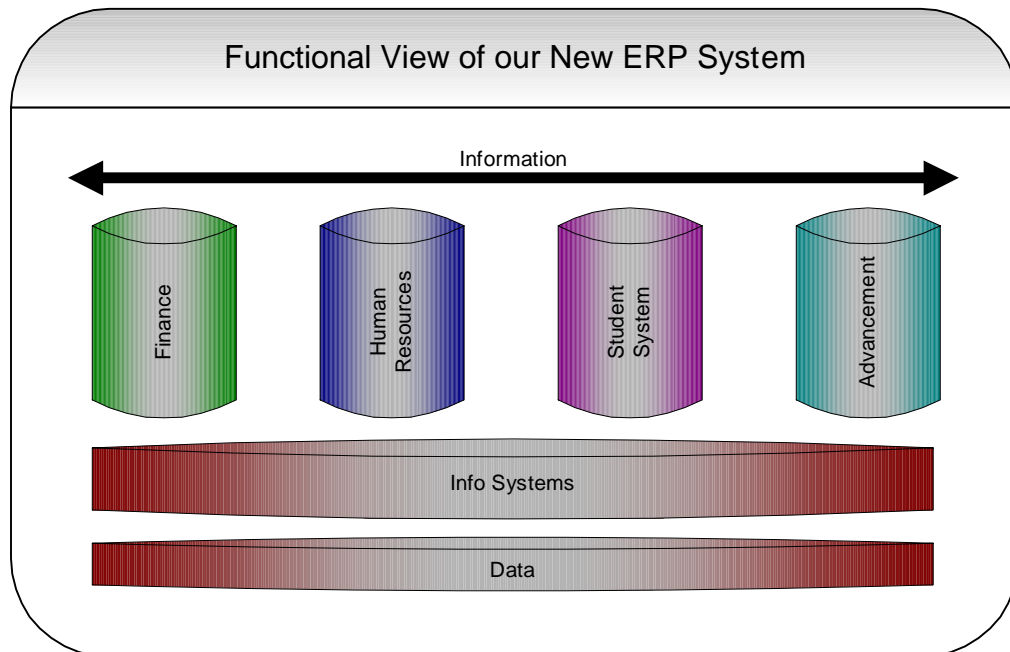 Functional View of our New ERP System
Information
Finance
Human
Resources
Student
System
Advancement
Info Systems
Data